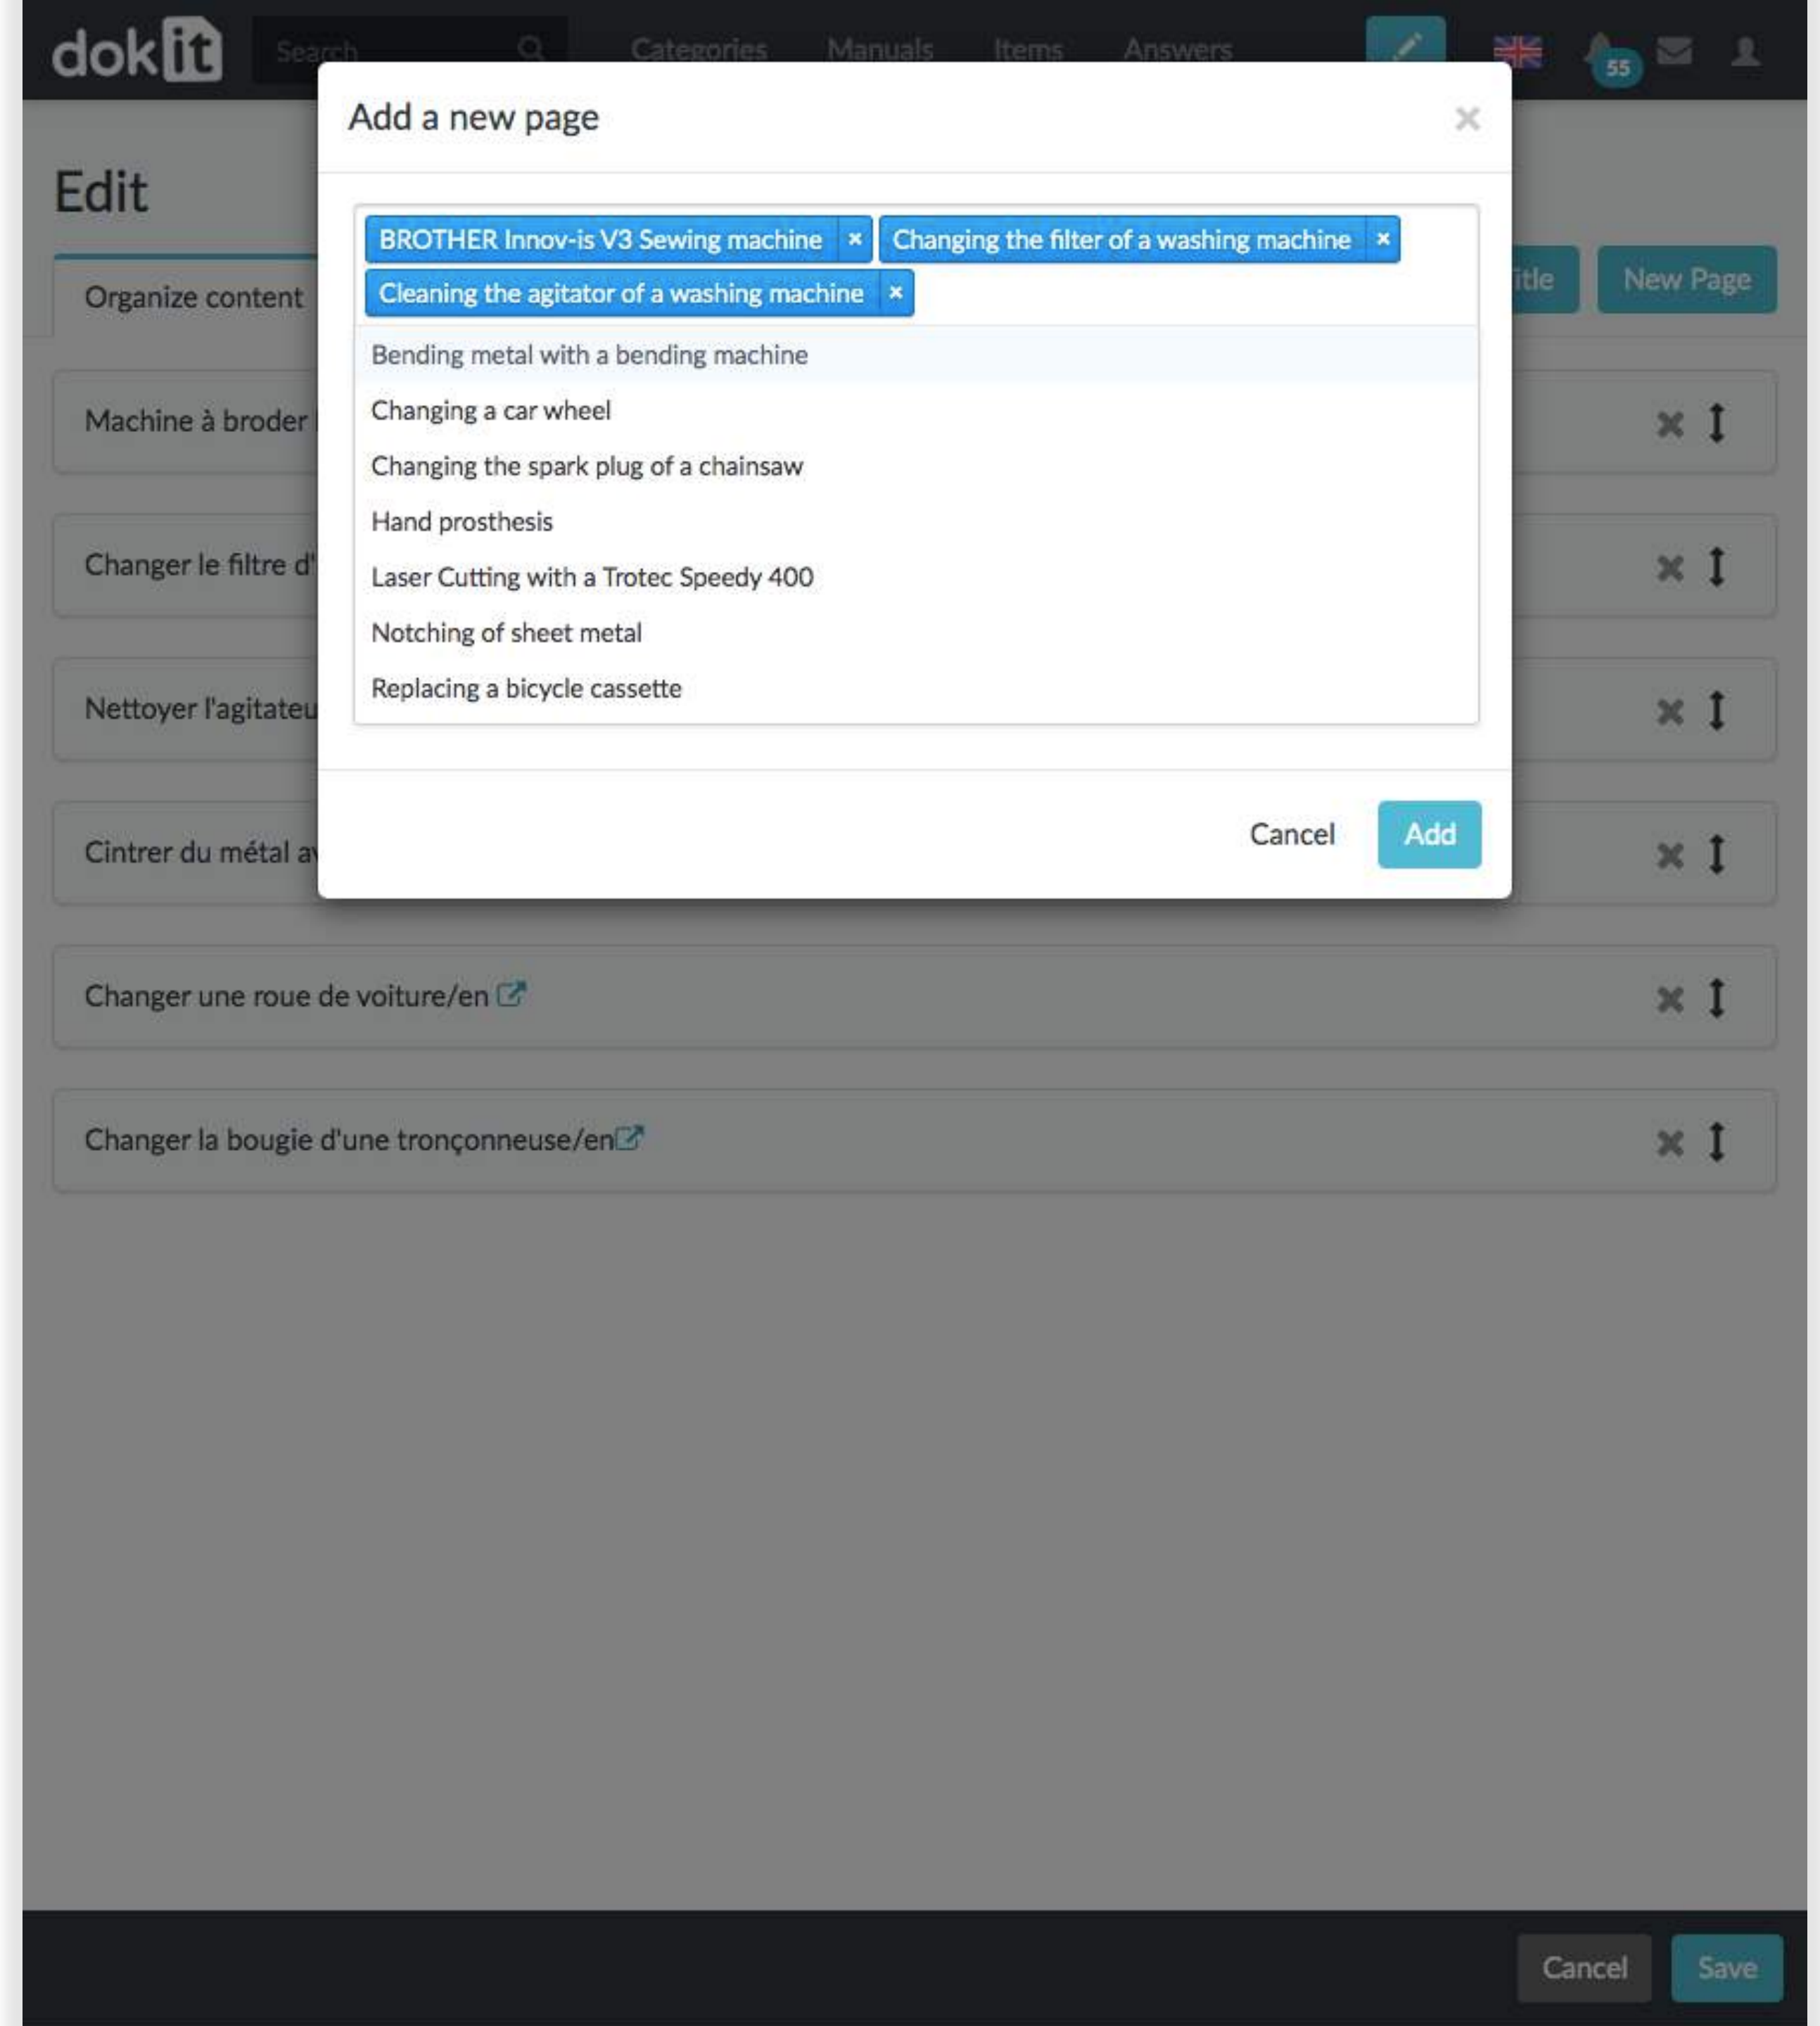 dokit Search Categories Manuals Items Answers 55
Add a new page
Edit
BROTHER Innov-is V3 Sewing machine × Changing the filter of a washing machine ×
Cleaning the agitator of a washing machine ×
Organize content New Page
Bending metal with a bending machine
Changing a car wheel
Machine à broder
Changing the spark plug of a chainsaw
Hand prosthesis
Changer le filtre d'
Laser Cutting with a Trotec Speedy 400
Notching of sheet metal
Replacing a bicycle cassette
Nettoyer
Cancel Add
Cintrer du métal
Changer une roue de voiture/en
Changer la bougie d'une tronçonneuse/en
Cancel Save